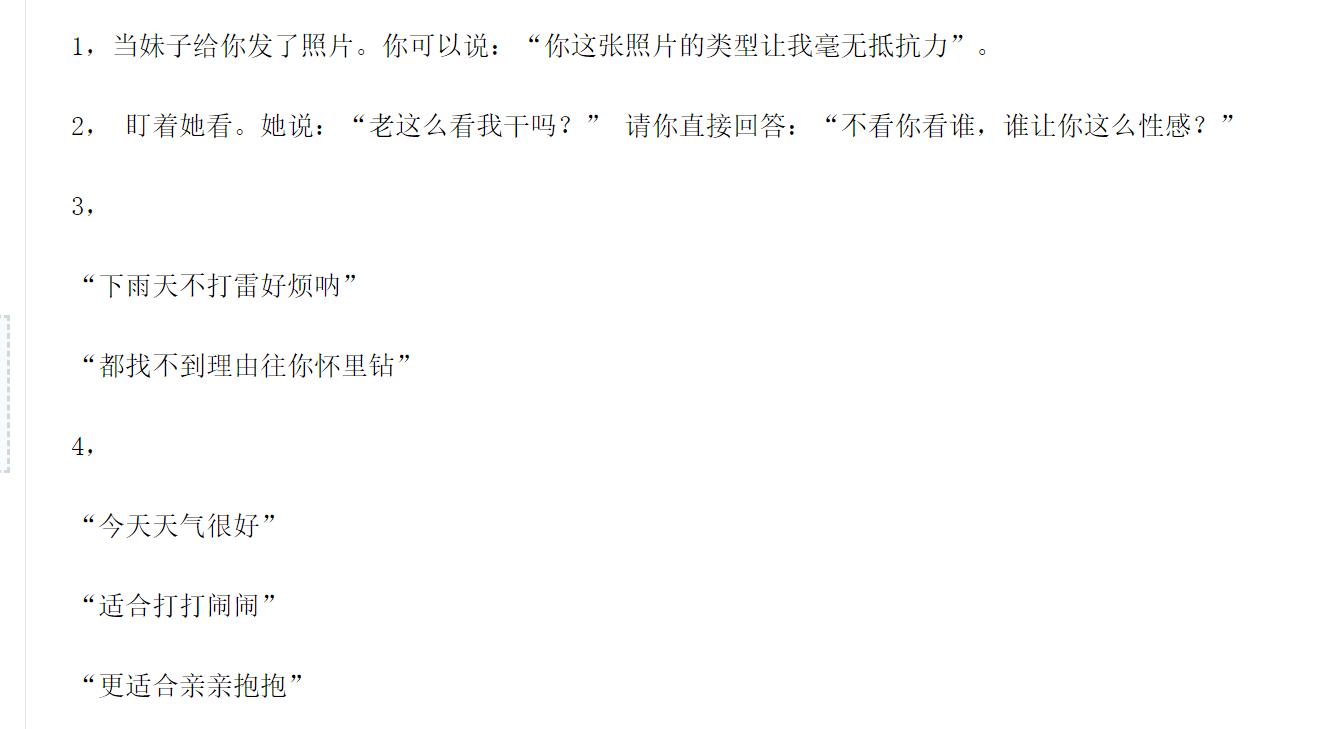 1，当妹子给你发了照片。你可以说：“你这张照片的类型让我毫无抵抗力”。
2， 盯着她看。她说：“老这么看我干吗？” 请你直接回答：“不看你看谁，谁让你这么性感？”
3，
“下雨天不打雷好烦呐”
“都找不到理由往你怀里钻”
4，
“今天天气很好”
“适合打打闹闹”
“更适合亲亲抱抱”